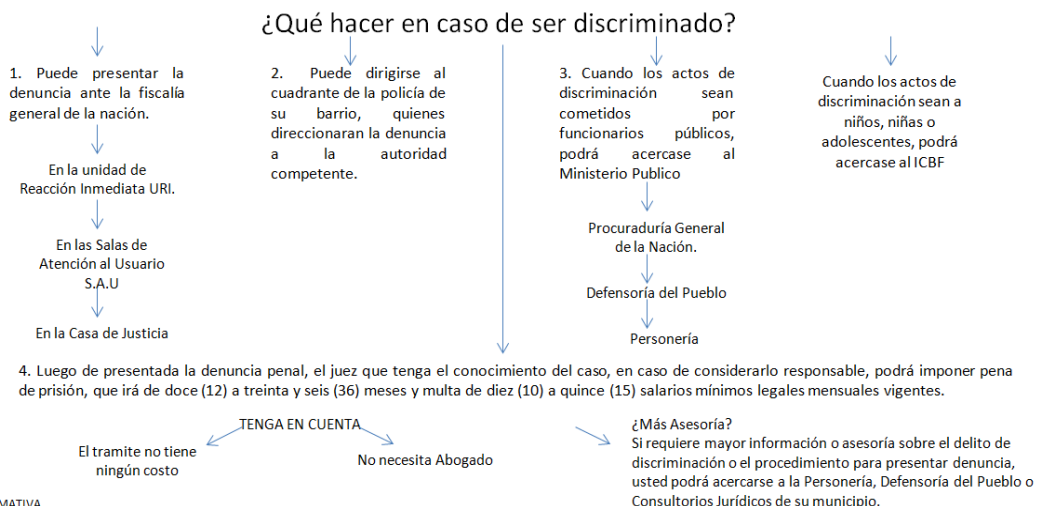 ¿Qué hacer en caso de ser discriminado?
1. Puede presentar la
denuncia ante la fiscalía
general de la nación.
En la unidad de
Reacción Inmediata URI.
En las Salas de
Atención al Usuario
S.A.U
En la Casa de Justicia
2. Puede dirigirse al
cuadrante de la policía de
su barrio, quienes
direccionaran la denuncia
a la autoridad
competente.
3. Cuando los actos de
discriminación sean
cometidos por
funcionarios públicos,
podrá acercase al
Ministerio Publico
Procuraduría General
de la Nación.
Defensoría del Pueblo
Personería
Cuando los actos de
discriminación sean a
niños, niñas o
adolescentes, podrá
acercase al ICBF
4. Luego de presentada la denuncia penal, el juez que tenga el conocimiento del caso, en caso de considerarlo responsable, podrá imponer pena
de prisión, que irá de doce (12) a treinta y seis (36) meses y multa de diez (10) a quince (15) salarios mínimos legales mensuales vigentes.
TENGA EN CUENTA
El tramite no tiene
ningún costo
No necesita Abogado
¿Más Asesoría?
Si requiere mayor información o asesoría sobre el delito de
discriminación o el procedimiento para presentar denuncia,
usted podrá acercarse a la Personería, Defensoría del Pueblo o
Consultorios Jurídicos de su municipio.